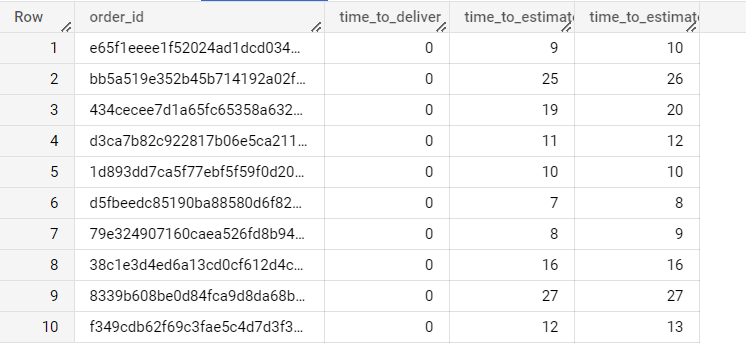 Row order_id time_to_deliver time_to_estimate time_to_estimate
1 e65f1eeee1f52024ad1dcd034... 0 9 10
2 bb5a519e352b45b714192a02f... 0 25 26
3 434cecee7d1a65fc65358a632... 0 19 20
4 d3ca7b82c922817b06e5ca211... 0 11 12
5 1d893dd7ca5f77ebf5f59f0d20... 0 10 10
6 d5fbeedc85190ba88580d6f82... 0 7 8
7 79e324907160caea526fd8b94... 0 8 9
8 38c1e3d4ed6a13cd0cf612d4c... 0 16 16
9 8339b608be0d84fca9d8da68b... 0 27 27
10 f349cdb62f69c3fae5c4d7d3f3... 0 12 13